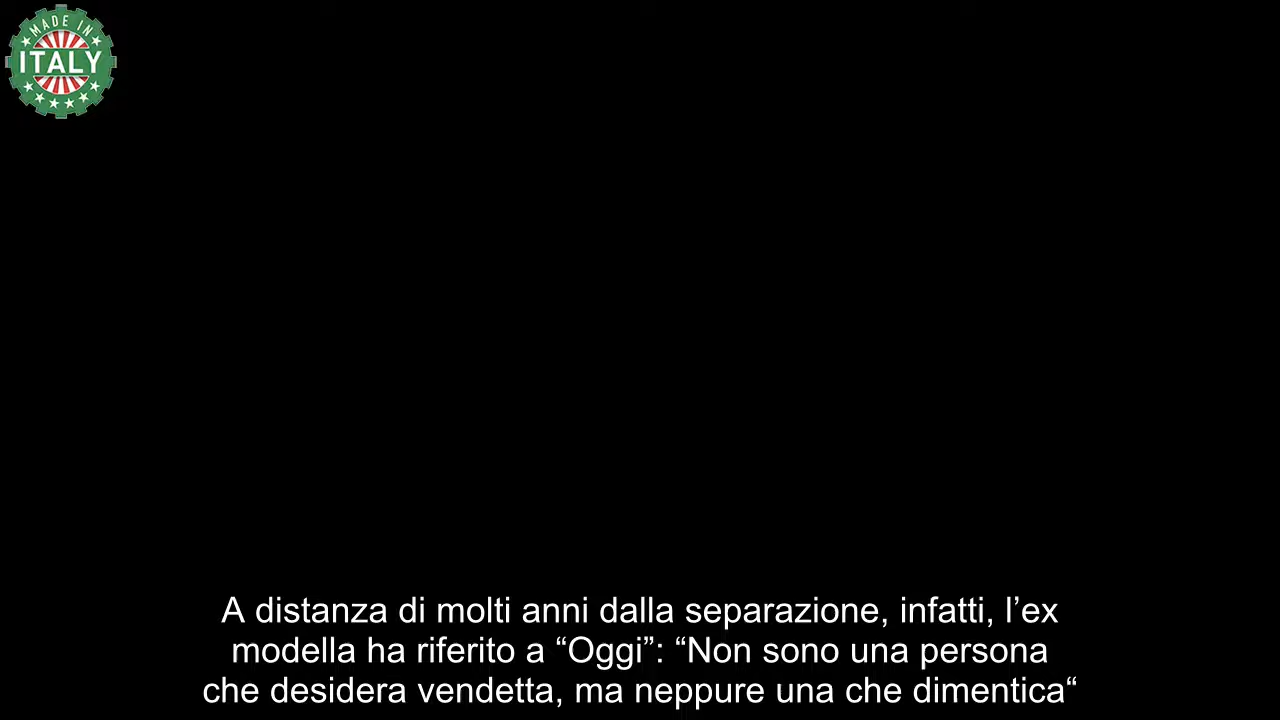 MADE IN
ITALY
A distanza di molti anni dalla separazione, infatti, l’ex
modella ha riferito a “Oggi”: “Non sono una persona
che desidera vendetta, ma neppure una che dimentica“